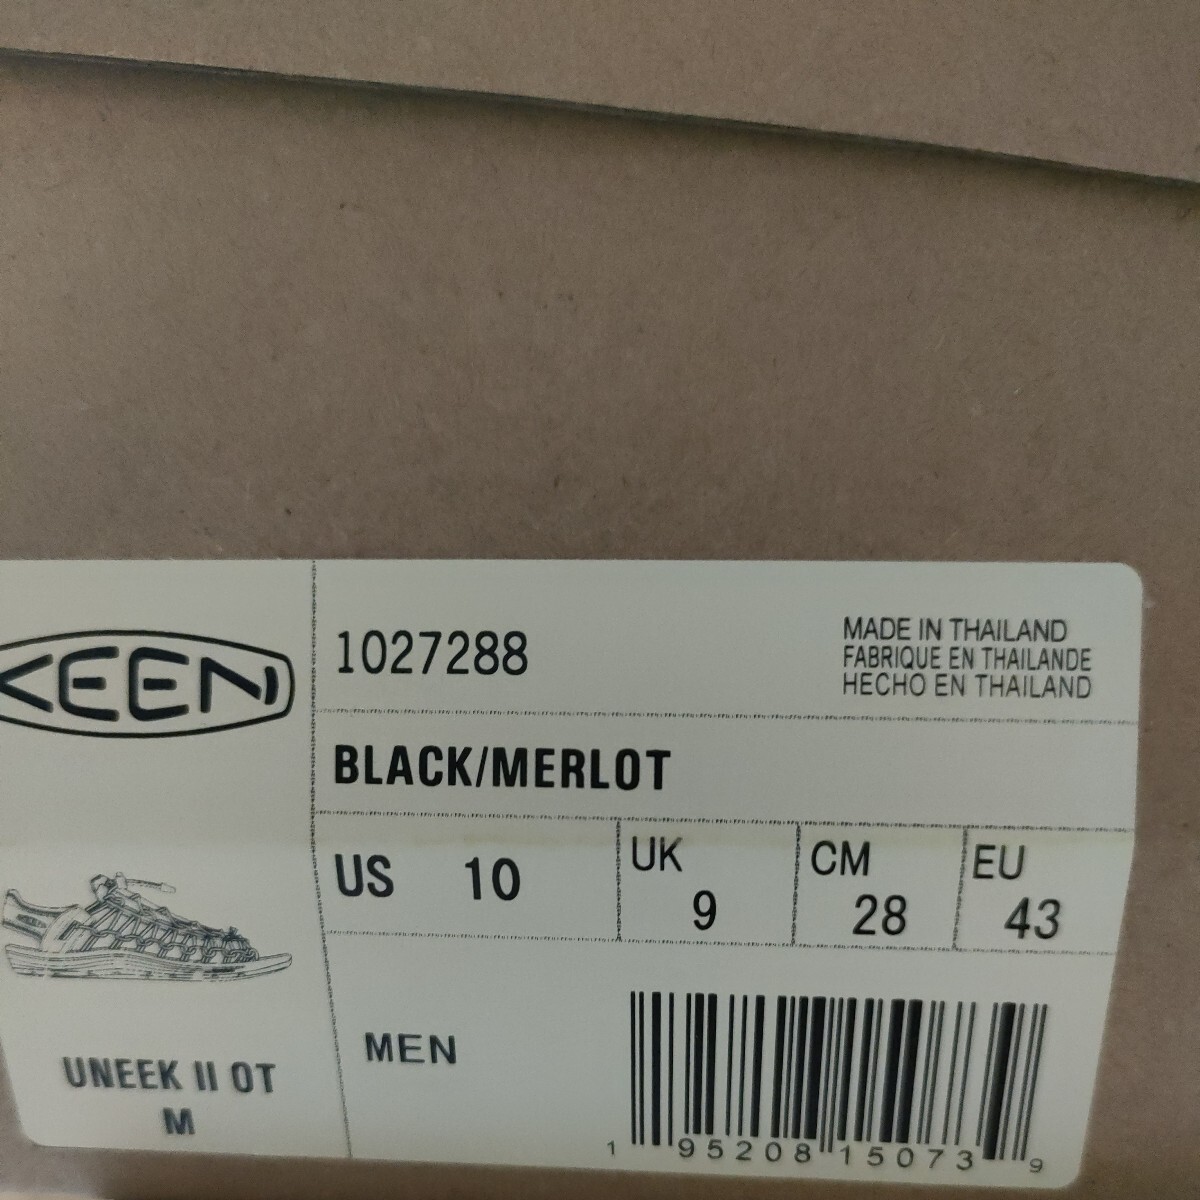 KEEN
1027288
MADE IN THAILAND
FABRIQUE EN THAILANDE
HECHO EN THAILAND
BLACK/MERLOT
US 10
UK 9
CM 28
EU 43
KEEN
UNEEK II OT
M
MEN
1 95208 15073 9